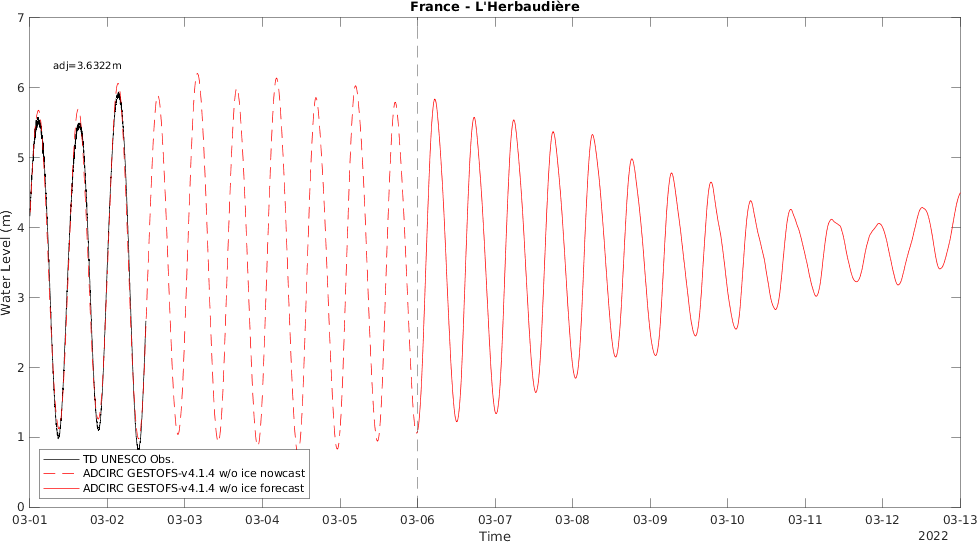 France - L'Herbaudière
7
adj=3.6322m
6
5
4
Water Level (m)
3
2
1
TD UNESCO Obs.
ADCIRC GESTOFS-v4.1.4 w/o ice nowcast
ADCIRC GESTOFS-v4.1.4 w/o ice forecast
0
03-01 03-02 03-03 03-04 03-05 03-06 03-07 03-08 03-09 03-10 03-11 03-12 03-13
Time
2022